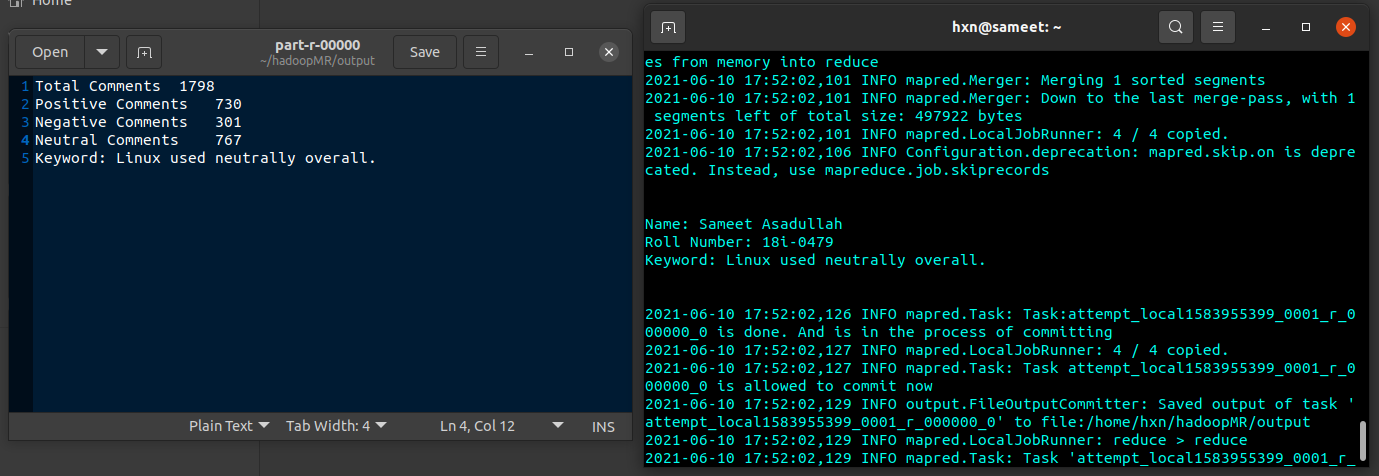 Home
Open
part-r-00000
~/hadoopMR/output
Save
1 Total Comments  1798
2 Positive Comments   730
3 Negative Comments   301
4 Neutral Comments    767
5 Keyword: Linux used neutrally overall.
Plain Text
Tab Width: 4
Ln 4, Col 12
INS
hxn@sameet: ~
es from memory into reduce
2021-06-10 17:52:02,101 INFO mapred.Merger: Merging 1 sorted segments
2021-06-10 17:52:02,101 INFO mapred.Merger: Down to the last merge-pass, with 1
 segments left of total size: 497922 bytes
2021-06-10 17:52:02,101 INFO mapred.LocalJobRunner: 4 / 4 copied.
2021-06-10 17:52:02,106 INFO Configuration.deprecation: mapred.skip.on is depre
cated. Instead, use mapreduce.job.skiprecords
Name: Sameet Asadullah
Roll Number: 18i-0479
Keyword: Linux used neutrally overall.
2021-06-10 17:52:02,126 INFO mapred.Task: Task:attempt_local1583955399_0001_r_0
00000_0 is done. And is in the process of committing
2021-06-10 17:52:02,127 INFO mapred.LocalJobRunner: 4 / 4 copied.
2021-06-10 17:52:02,127 INFO mapred.Task: Task attempt_local1583955399_0001_r_0
00000_0 is allowed to commit now
2021-06-10 17:52:02,129 INFO output.FileOutputCommitter: Saved output of task '
attempt_local1583955399_0001_r_000000_0' to file:/home/hxn/hadoopMR/output
2021-06-10 17:52:02,129 INFO mapred.LocalJobRunner: reduce > reduce
2021-06-10 17:52:02,129 INFO mapred.Task: Task 'attempt_local1583955399_0001_r_